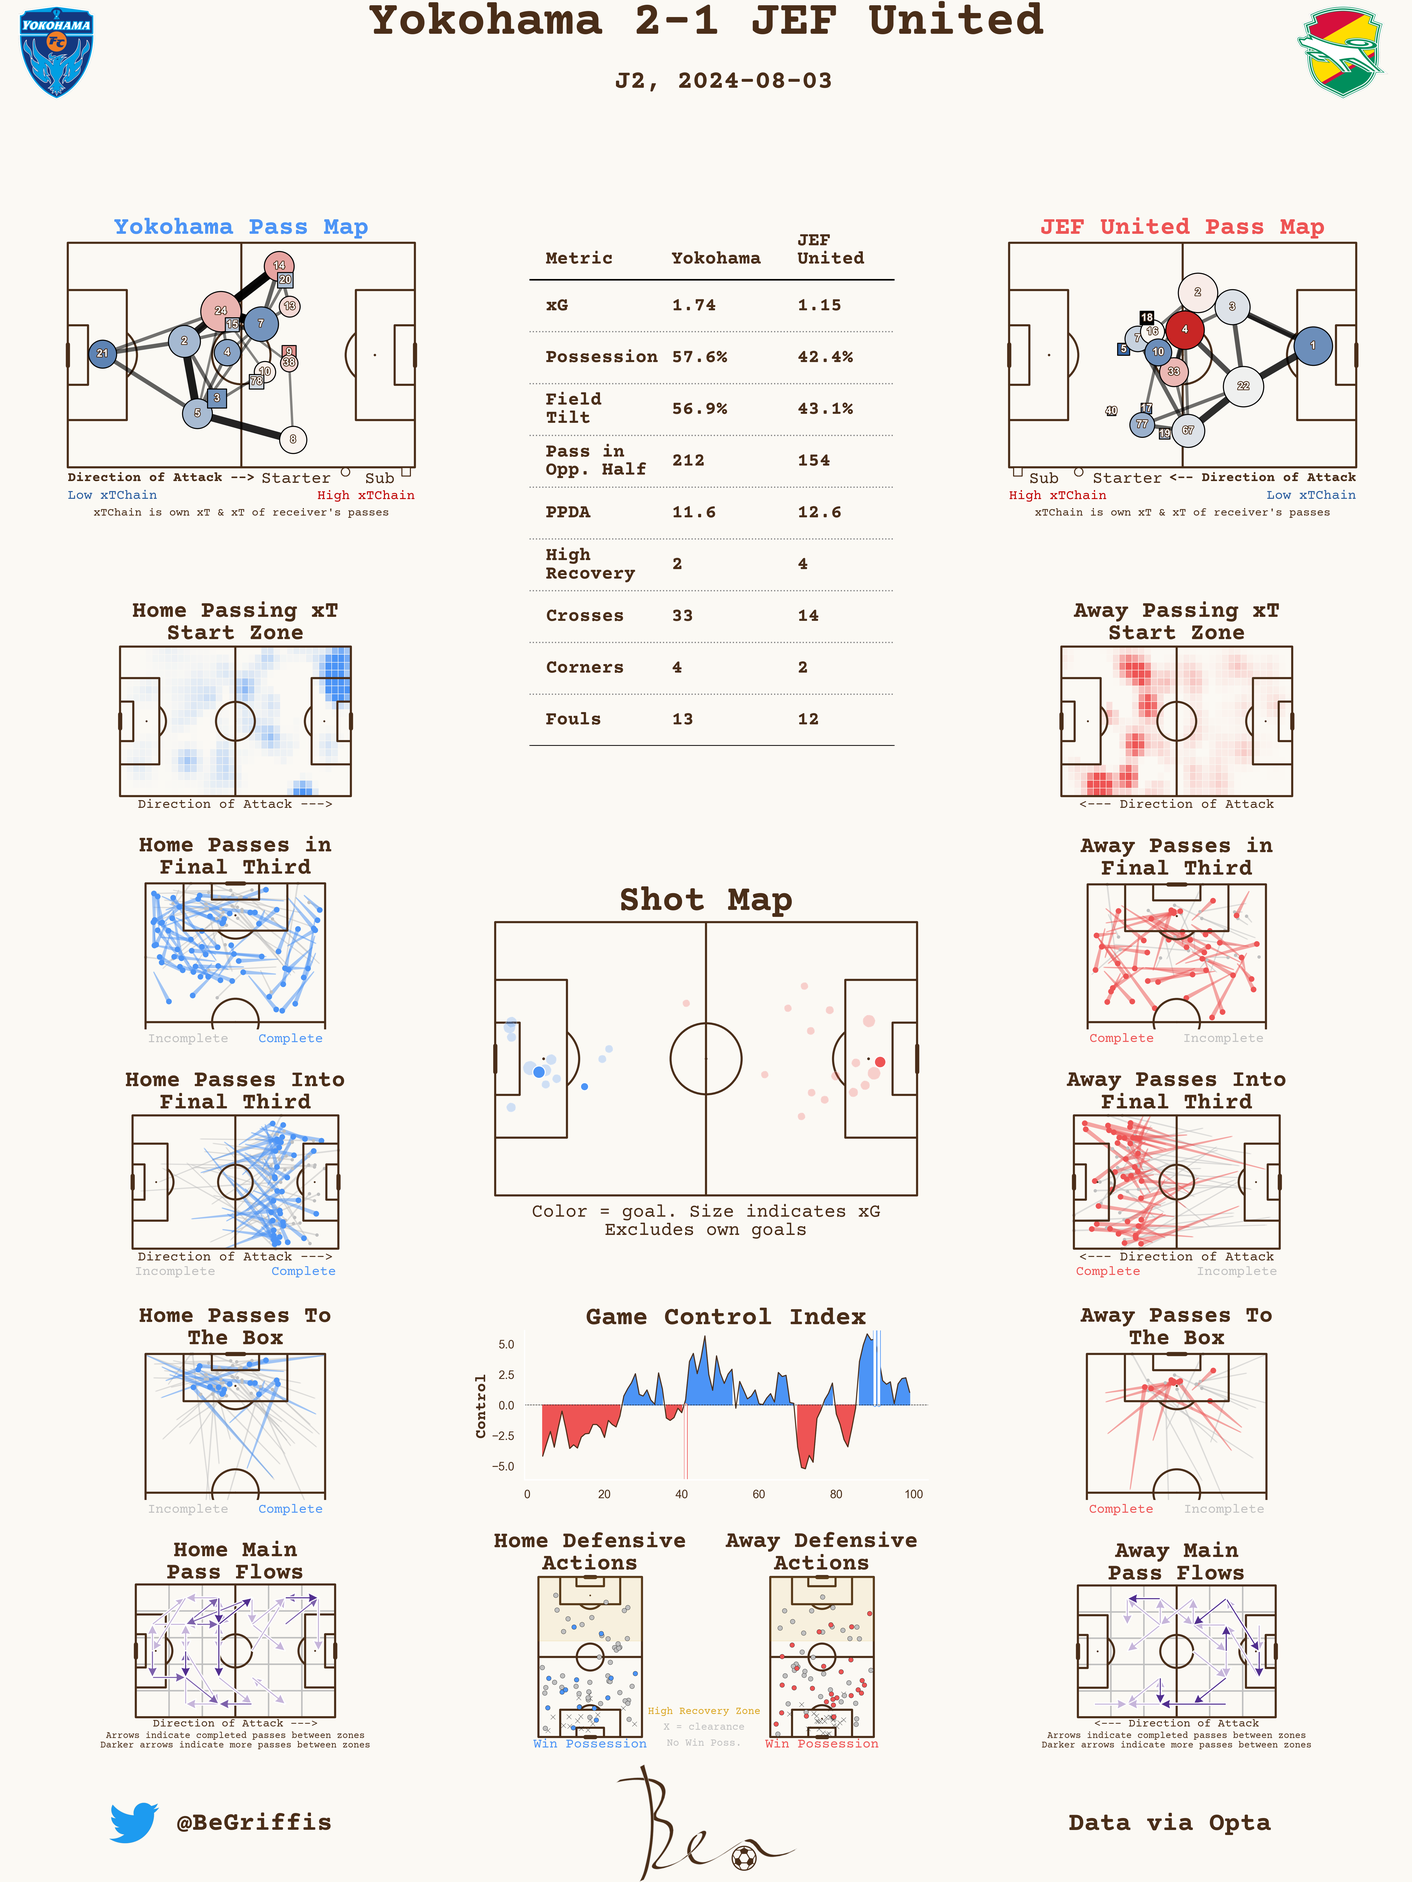 Yokohama 2-1 JEF United
J2, 2024-08-03
YOKOHAMA
FC
Yokohama Pass Map
14
20
13
24
15
7
2
4
21
9
38
10
78
3
5
8
Direction of Attack --> Starter Sub
Low xTChain High xTChain
xTChain is own xT & xT of receiver's passes
Metric Yokohama JEF United
xG 1.74 1.15
Possession 57.6% 42.4%
Field Tilt 56.9% 43.1%
Pass in Opp. Half 212 154
PPDA 11.6 12.6
High Recovery 2 4
Crosses 33 14
Corners 4 2
Fouls 13 12
JEF United Pass Map
2
3
18
16
4
7
5
10
1
33
22
40
17
77
19
67
Sub Starter <-- Direction of Attack
High xTChain Low xTChain
xTChain is own xT & xT of receiver's passes
Home Passing xT
Start Zone
Direction of Attack --->
Away Passing xT
Start Zone
<--- Direction of Attack
Home Passes in
Final Third
Incomplete Complete
Away Passes in
Final Third
Complete Incomplete
Shot Map
Color = goal. Size indicates xG
Excludes own goals
Home Passes Into
Final Third
Direction of Attack --->
Incomplete Complete
Away Passes Into
Final Third
<--- Direction of Attack
Complete Incomplete
Home Passes To
The Box
Incomplete Complete
Game Control Index
Control
5.0
2.5
0.0
−2.5
−5.0
0 20 40 60 80 100
Away Passes To
The Box
Complete Incomplete
Home Main
Pass Flows
Direction of Attack --->
Arrows indicate completed passes between zones
Darker arrows indicate more passes between zones
Home Defensive
Actions
Win Possession
Away Defensive
Actions
Win Possession
High Recovery Zone
X = clearance
No Win Poss.
Away Main
Pass Flows
<--- Direction of Attack
Arrows indicate completed passes between zones
Darker arrows indicate more passes between zones
@BeGriffis
Ben
Data via Opta